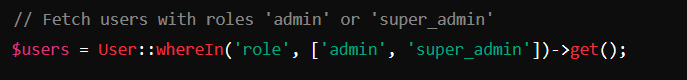 // Fetch users with roles 'admin' or 'super_admin'
$users = User::whereIn('role', ['admin', 'super_admin'])->get();